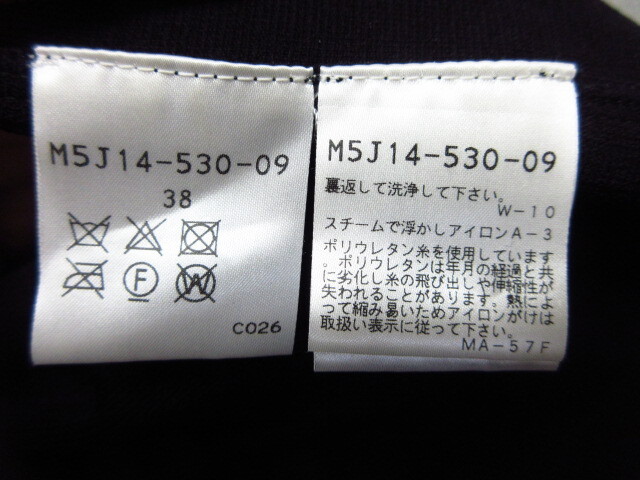 M5J14-530-09
38
F
W
C026
M5J14-530-09
裏返して洗浄して下さい。
W-10
スチームで浮かしアイロンA-3
ポリウレタン糸を使用しています
。ポリウレタンは年月の経過と共
に劣化し糸の飛び出しや伸縮性が
失われることがあります。熱によ
って縮み易いためアイロンがけは
取扱い表示に従って下さい。
MA-57F